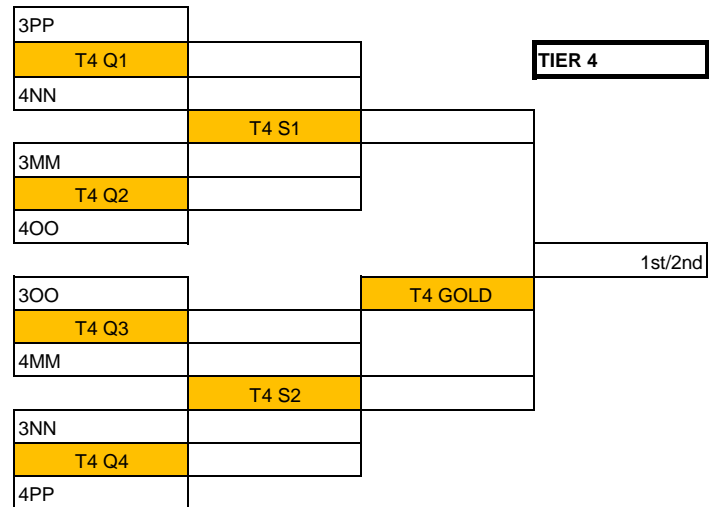 3PP
T4 Q1
TIER 4
4NN
T4 S1
3MM
T4 Q2
4OO
1st/2nd
3OO
T4 GOLD
T4 Q3
4MM
T4 S2
3NN
T4 Q4
4PP